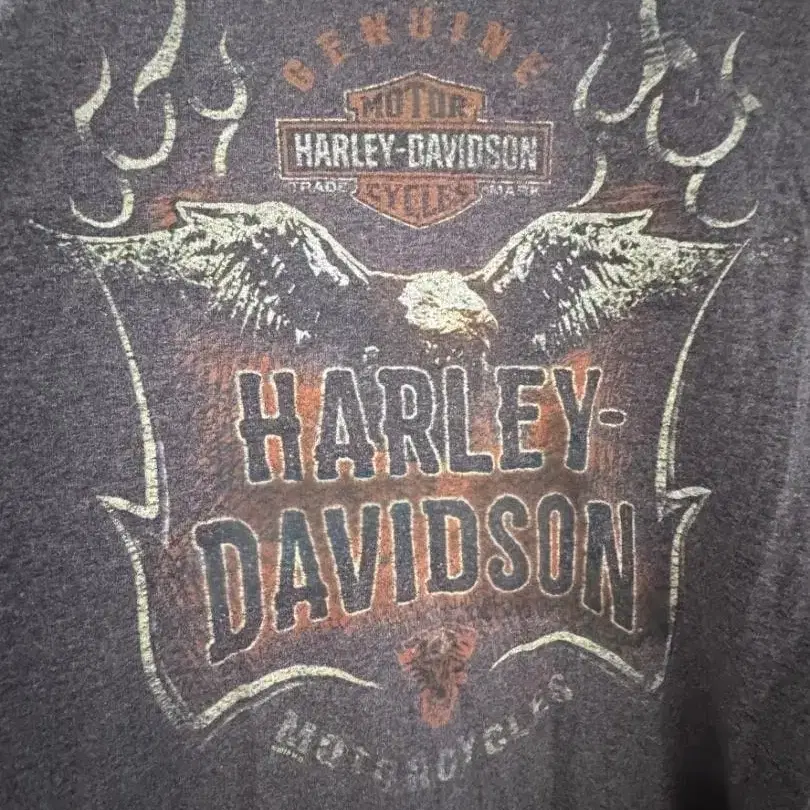 GENUINE
MOTOR
HARLEY-DAVIDSON
TRADE MARK
CYCLES
HARLEY-
DAVIDSON
MOTORCYCLES